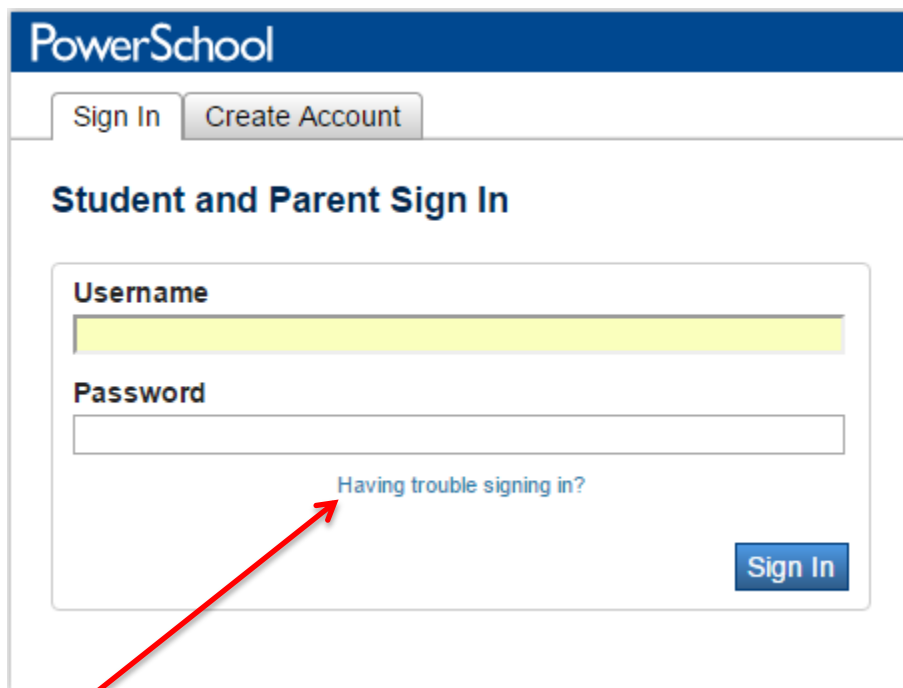 PowerSchool
Sign In Create Account
Student and Parent Sign In
Username
Password
Having trouble signing in?
Sign In